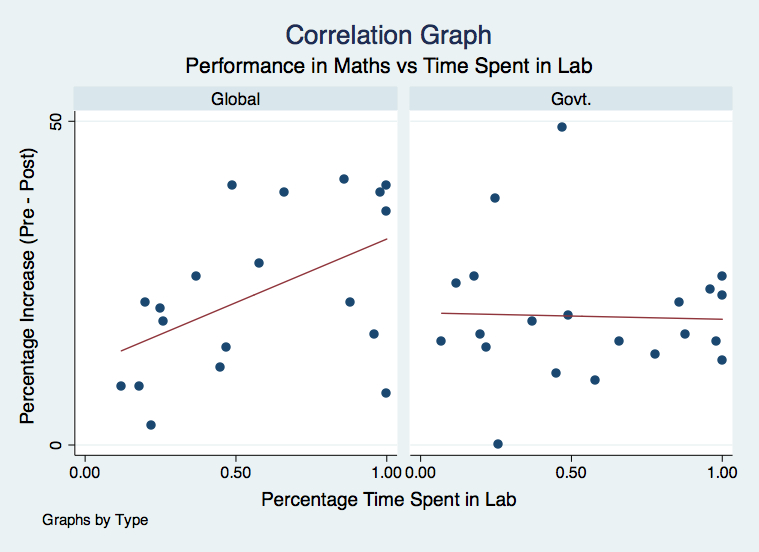 Correlation Graph
Performance in Maths vs Time Spent in Lab
Global
Govt.
Percentage Increase (Pre - Post)
50
0
0.00 0.50 1.00
0.00 0.50 1.00
Percentage Time Spent in Lab
Graphs by Type